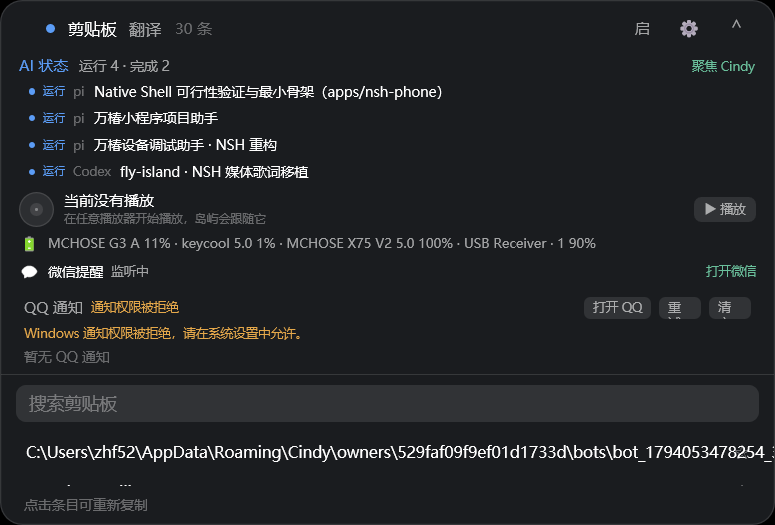 剪贴板 翻译 30 条 启 ^
AI 状态 运行 4 · 完成 2 聚焦 Cindy
运行 pi Native Shell 可行性验证与最小骨架（apps/nsh-phone）
运行 pi 万椿小程序项目助手
运行 pi 万椿设备调试助手 · NSH 重构
运行 Codex fly-island · NSH 媒体歌词移植
当前没有播放
在任意播放器开始播放，岛屿会跟随它
▶ 播放
MCHOSE G3 A 11% · keycool 5.0 1% · MCHOSE X75 V2 5.0 100% · USB Receiver · 1 90%
微信提醒 监听中 打开微信
QQ 通知 通知权限被拒绝 打开 QQ 重 清
Windows 通知权限被拒绝，请在系统设置中允许。
暂无 QQ 通知
搜索剪贴板
C:\Users\zhf52\AppData\Roaming\Cindy\owners\529faf09f9ef01d1733d\bots\bot_1794053478254_
点击条目可重新复制